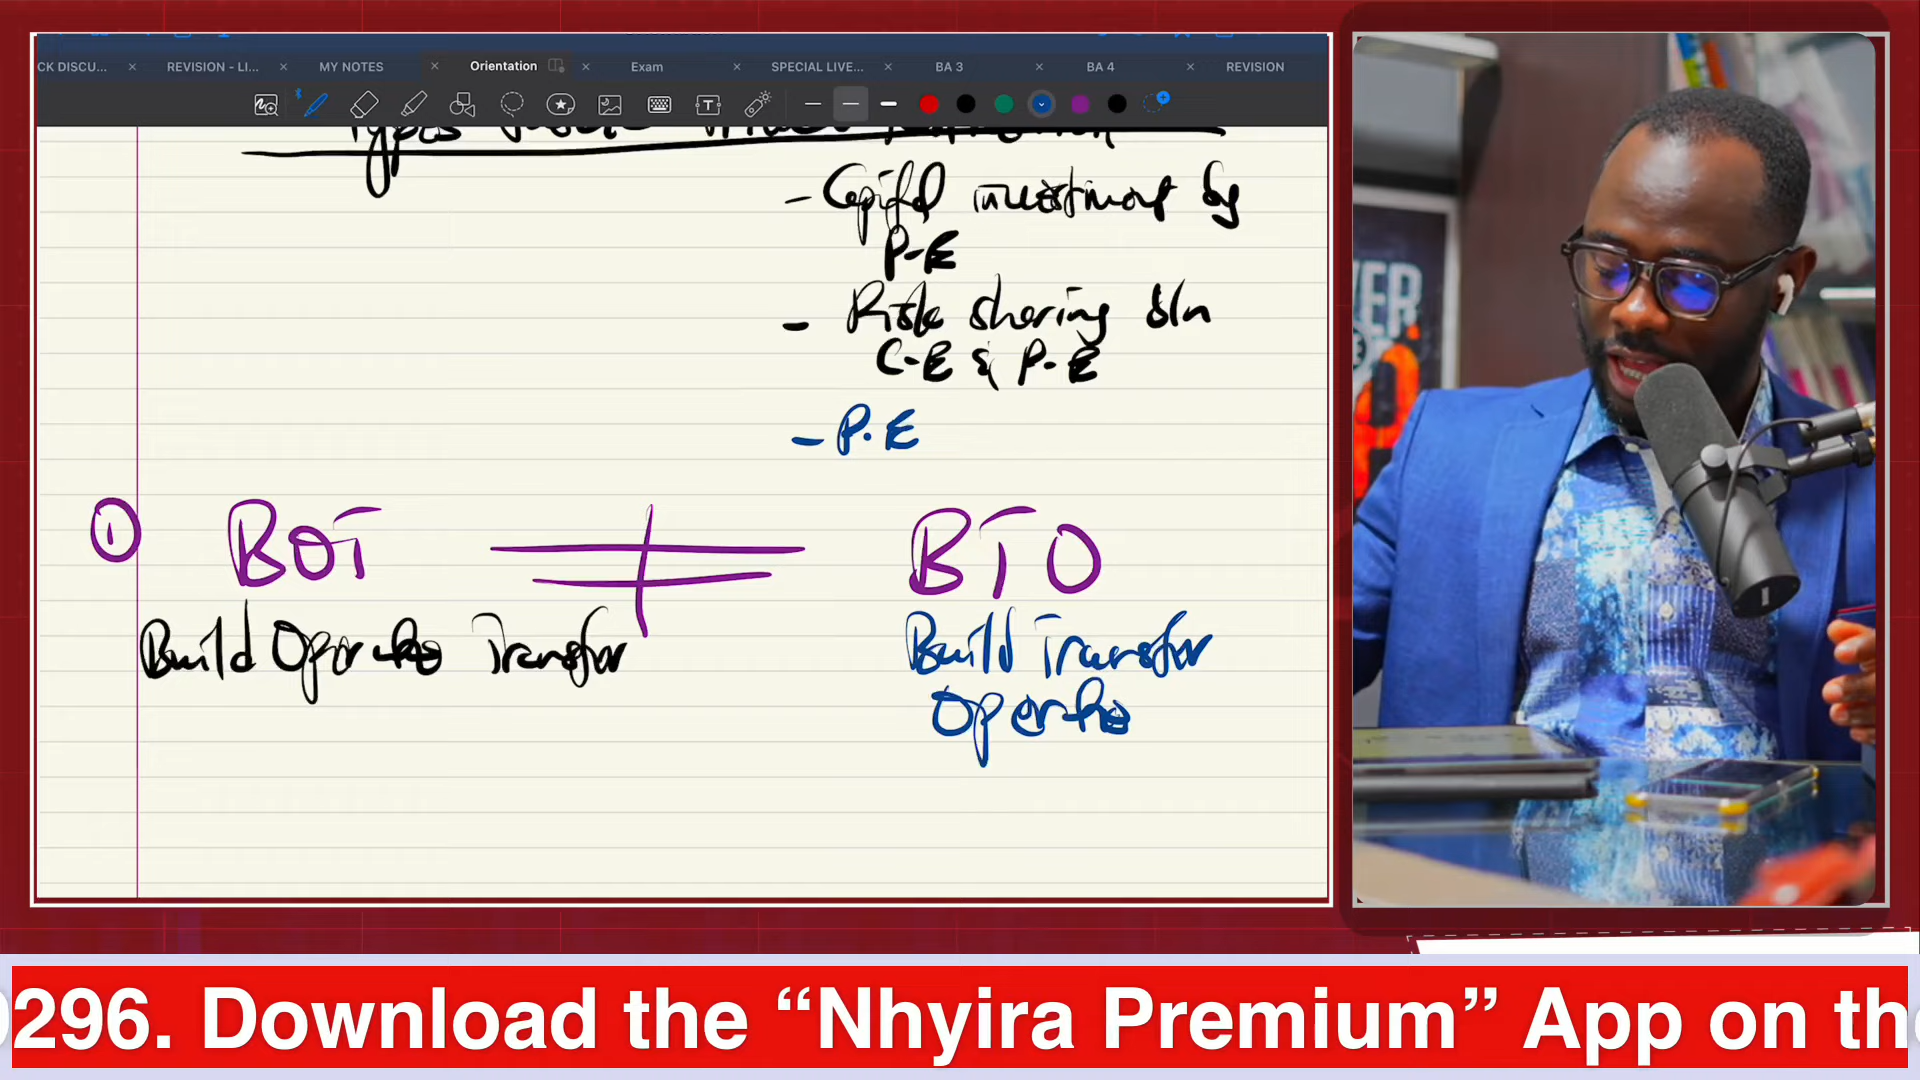 CK DISCU... × REVISION - LI... × MY NOTES × Orientation × Exam × SPECIAL LIVE... × BA 3 × BA 4 × REVISION
Types
- Capital investment by
P-E
- Risk sharing b/n
C-E & P-E
- P.E
① BOT ≠ BTO
Build Operate Transfer
Build Transfer
Operate
296. Download the “Nhyira Premium” App on th